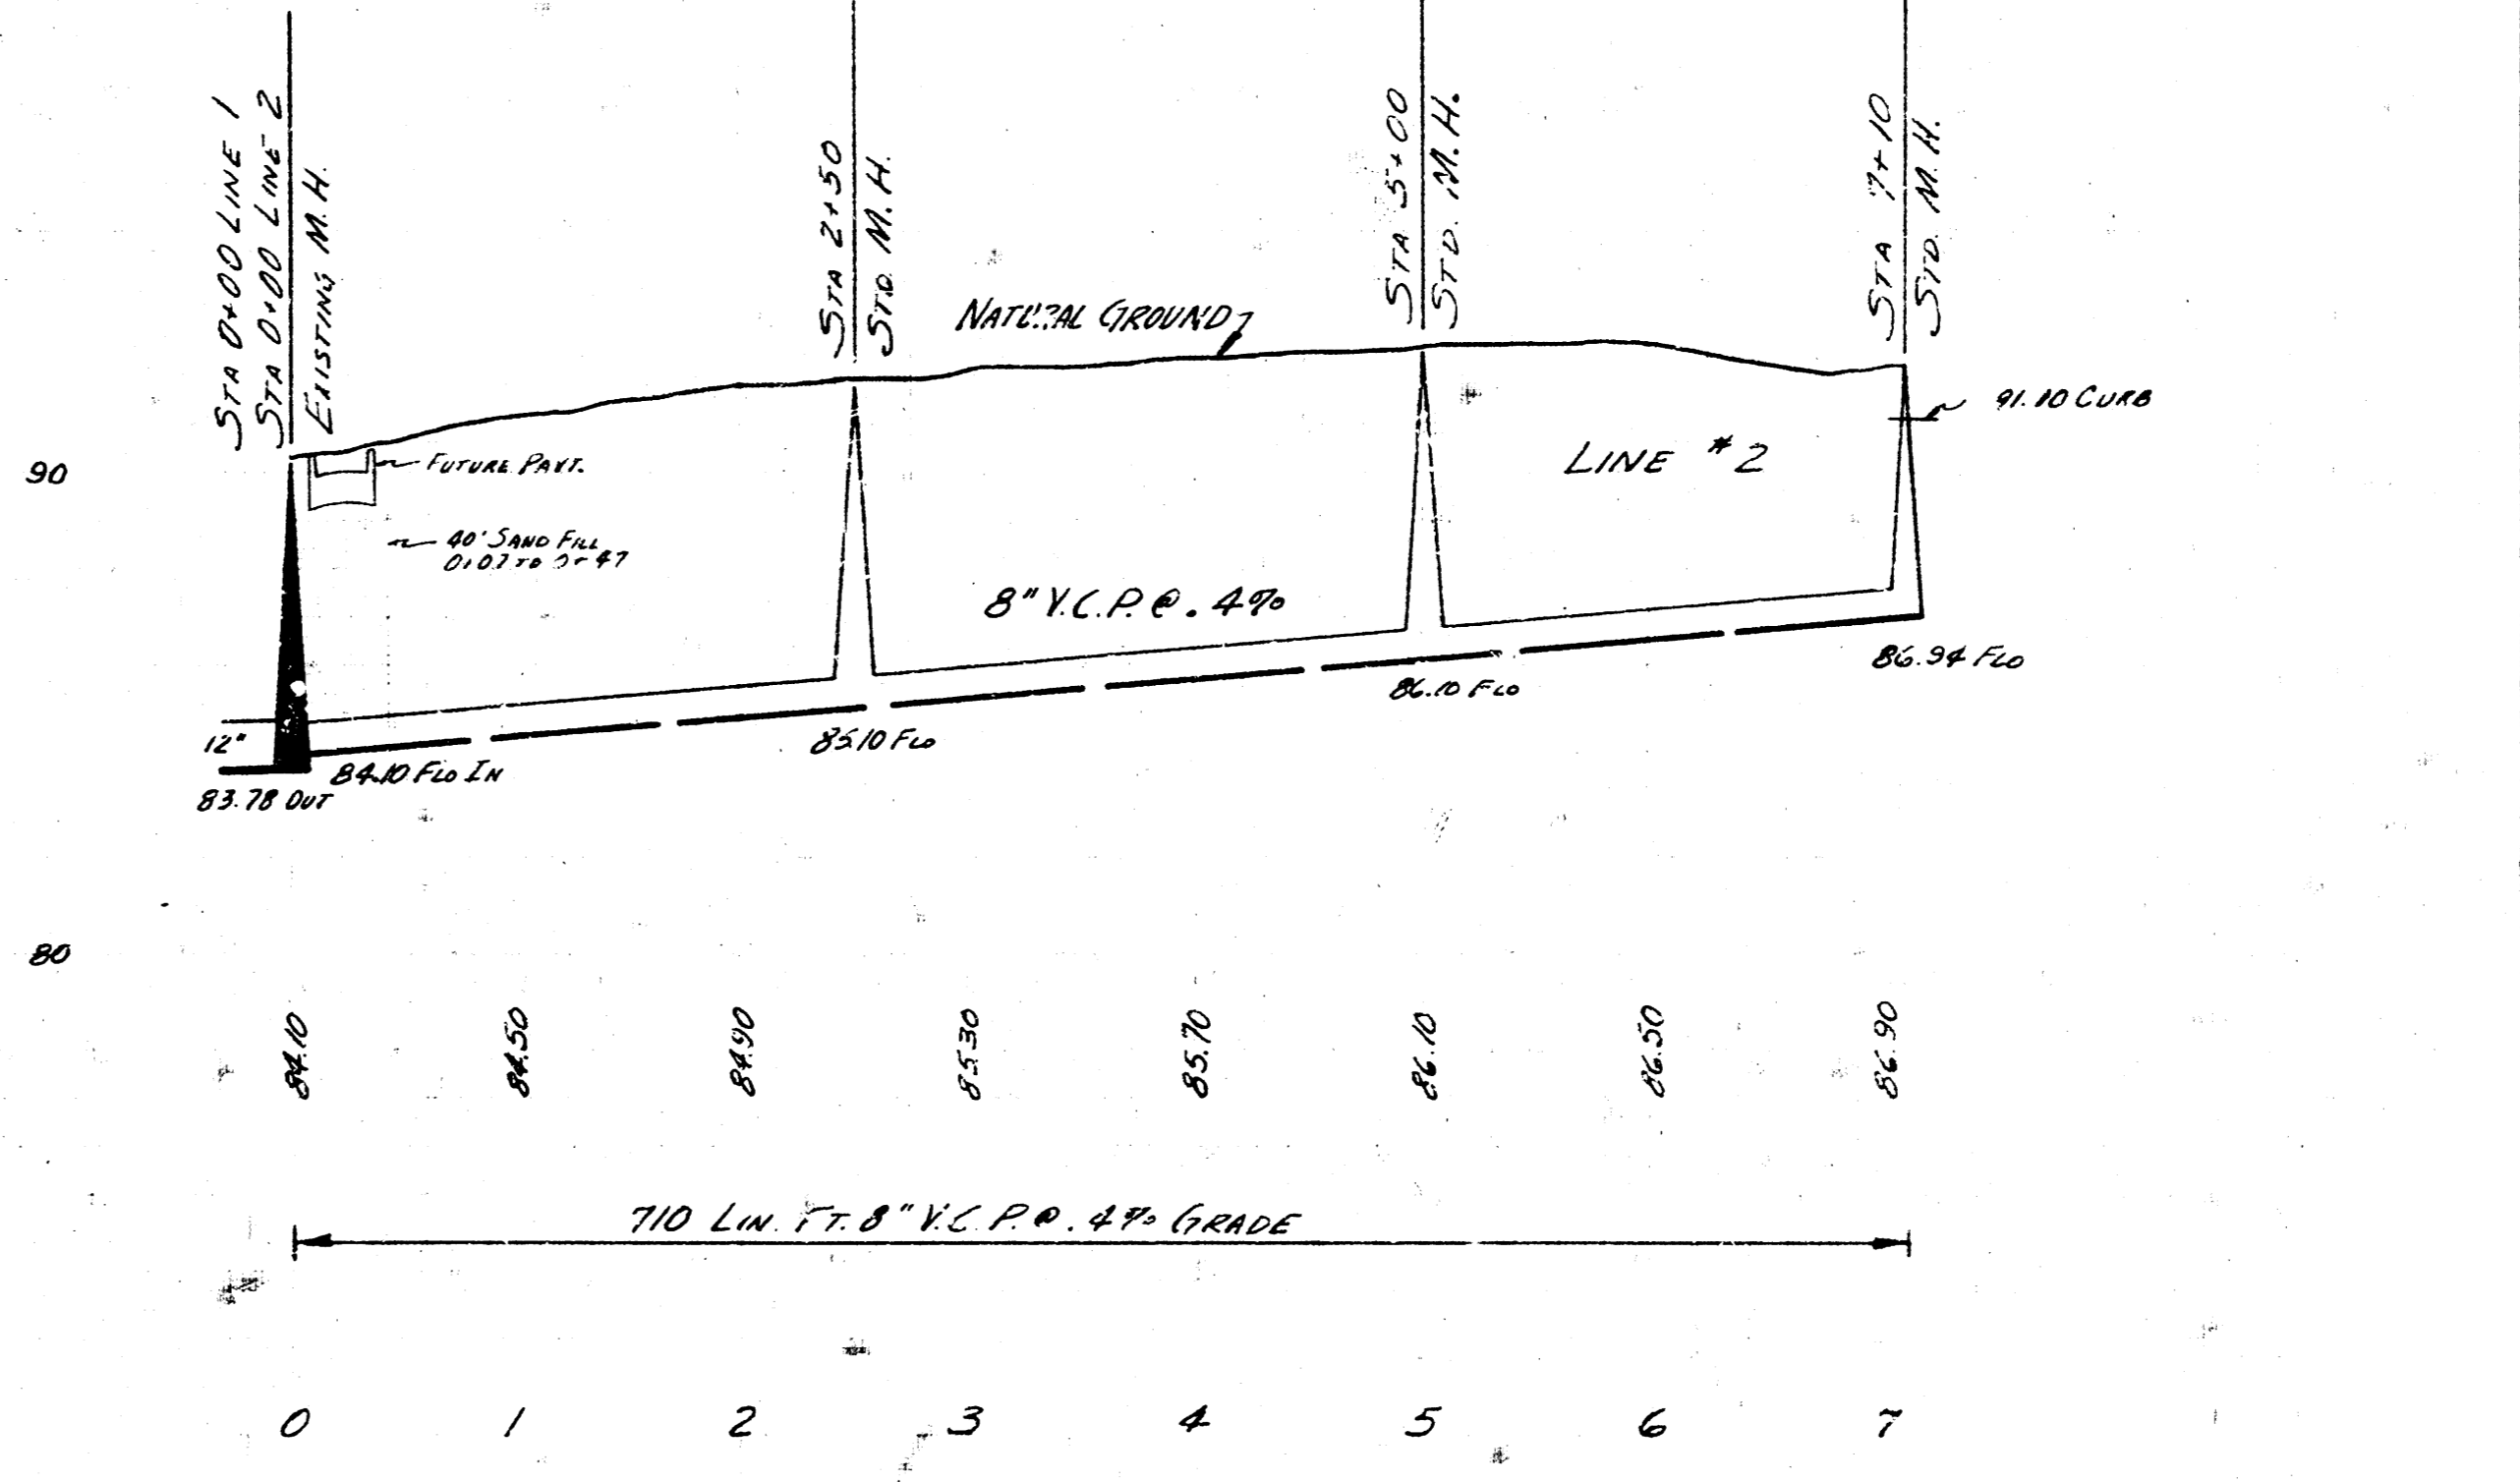 STA 0+00 LINE 1
STA 0+00 LINE 2
EXISTING M.H.
STA 2+50
STD. M.H.
STA 5+00
STD. M.H.
STA 7+10
STD. M.H.
NATURAL GROUND
91.10 CURB
90
FUTURE PAVT.
LINE #2
40' SAND FILL
TO
8" V.C.P. @ .4%
86.94 FLO
86.10 FLO
85.10 FLO
12"
84.10 FLO IN
83.78 OUT
80
84.10
84.50
84.90
85.30
85.70
86.10
86.50
86.90
710 LIN. FT. 8" V.C.P. @ .4% GRADE
0 1 2 3 4 5 6 7